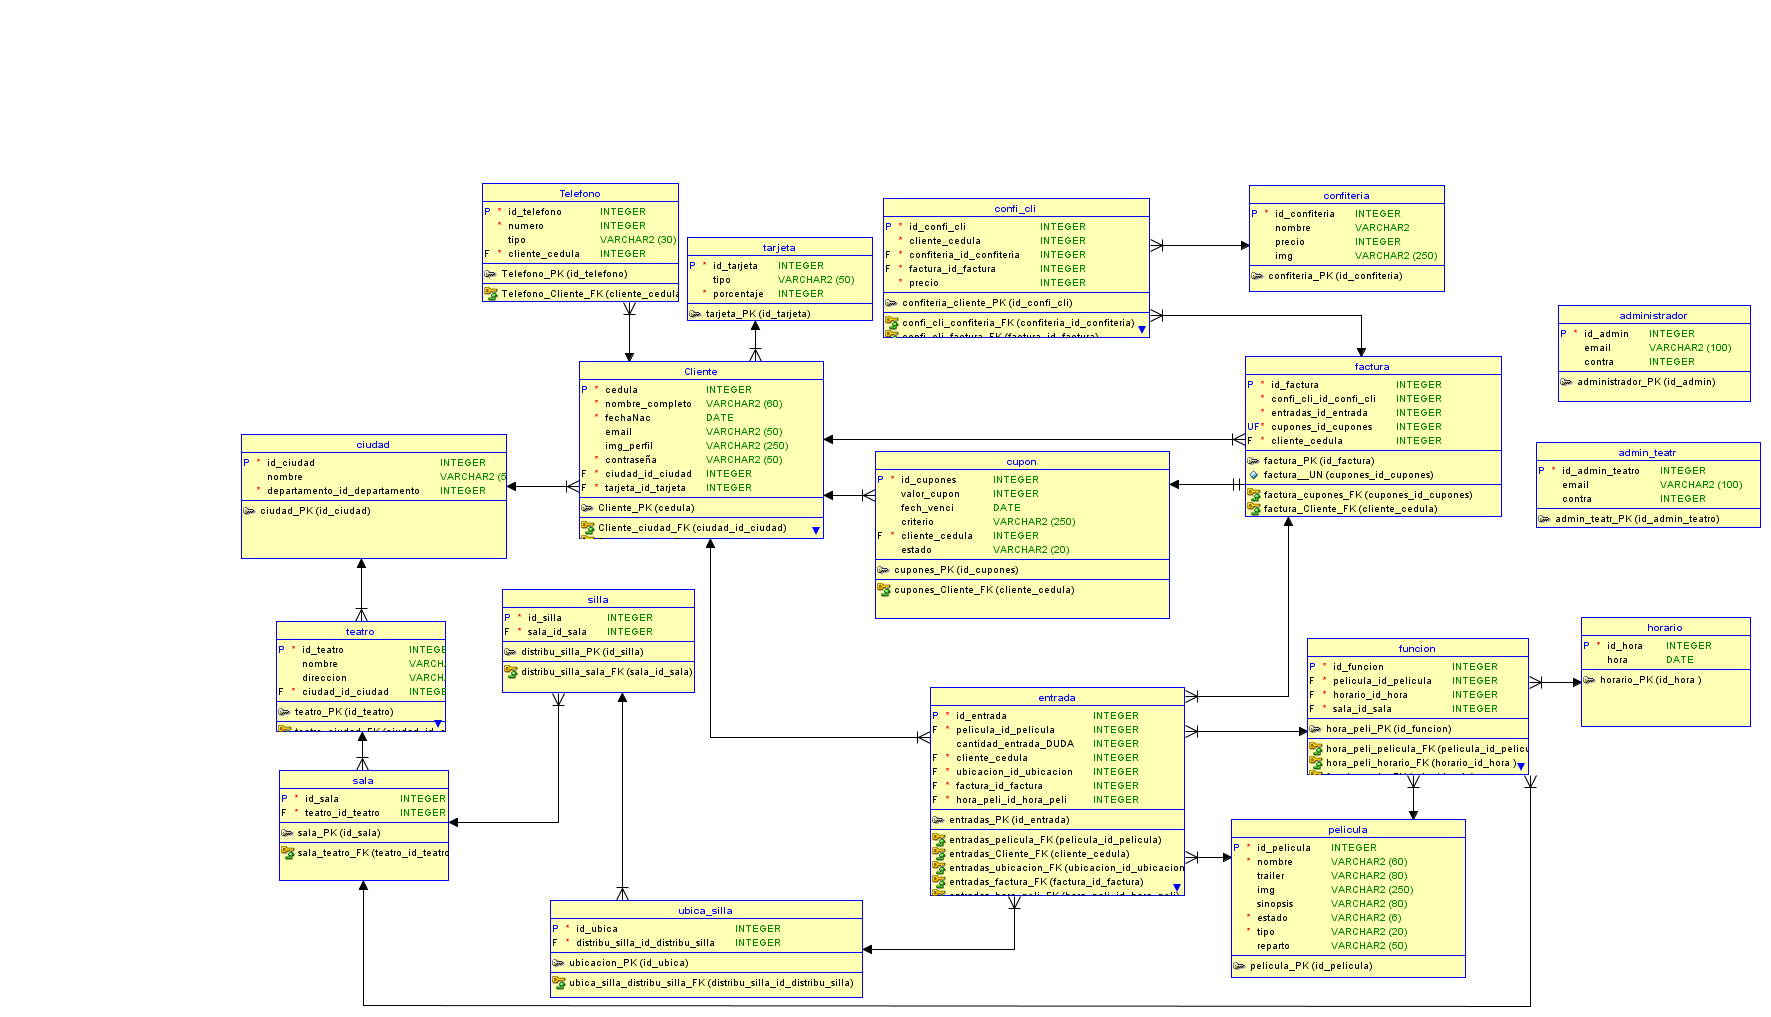 Telefono
P * id_telefono INTEGER
* numero INTEGER
tipo VARCHAR2 (30)
F * cliente_cedula INTEGER
Telefono_PK (id_telefono)
Telefono_Cliente_FK (cliente_cedula
tarjeta
P * id_tarjeta INTEGER
tipo VARCHAR2 (50)
* porcentaje INTEGER
tarjeta_PK (id_tarjeta)
confi_cli
P * id_confi_cli INTEGER
* cliente_cedula INTEGER
F * confiteria_id_confiteria INTEGER
F * factura_id_factura INTEGER
* precio INTEGER
confiteria_cliente_PK (id_confi_cli)
confi_cli_confiteria_FK (confiteria_id_confiteria)
confi_cli_factura_FK (factura_id_factura)
confiteria
P * id_confiteria INTEGER
nombre VARCHAR2
precio INTEGER
img VARCHAR2 (250)
confiteria_PK (id_confiteria)
administrador
P * id_admin INTEGER
email VARCHAR2 (100)
contra INTEGER
administrador_PK (id_admin)
Cliente
P * cedula INTEGER
* nombre_completo VARCHAR2 (60)
* fechaNac DATE
email VARCHAR2 (50)
img_perfil VARCHAR2 (250)
* contraseña VARCHAR2 (50)
F * ciudad_id_ciudad INTEGER
F * tarjeta_id_tarjeta INTEGER
Cliente_PK (cedula)
Cliente_ciudad_FK (ciudad_id_ciudad)
factura
P * id_factura INTEGER
* confi_cli_id_confi_cli INTEGER
* entradas_id_entrada INTEGER
UF* cupones_id_cupones INTEGER
F * cliente_cedula INTEGER
factura_PK (id_factura)
factura__UN (cupones_id_cupones)
factura_cupones_FK (cupones_id_cupones)
factura_Cliente_FK (cliente_cedula)
ciudad
P * id_ciudad INTEGER
nombre VARCHAR2 (5
* departamento_id_departamento INTEGER
ciudad_PK (id_ciudad)
cupon
P * id_cupones INTEGER
valor_cupon INTEGER
fech_venci DATE
criterio VARCHAR2 (250)
F * cliente_cedula INTEGER
estado VARCHAR2 (20)
cupones_PK (id_cupones)
cupones_Cliente_FK (cliente_cedula)
admin_teatr
P * id_admin_teatro INTEGER
email VARCHAR2 (100)
contra INTEGER
admin_teatr_PK (id_admin_teatro)
silla
P * id_silla INTEGER
F * sala_id_sala INTEGER
distribu_silla_PK (id_silla)
distribu_silla_sala_FK (sala_id_sala)
teatro
P * id_teatro INTEGE
nombre VARCH
direccion VARCH
F * ciudad_id_ciudad INTEGE
teatro_PK (id_teatro)
teatro_ciudad_FK (ciudad_id_c
horario
P * id_hora INTEGER
hora DATE
horario_PK (id_hora )
funcion
P * id_funcion INTEGER
F * pelicula_id_pelicula INTEGER
F * horario_id_hora INTEGER
F * sala_id_sala INTEGER
hora_peli_PK (id_funcion)
hora_peli_pelicula_FK (pelicula_id_pelicu
hora_peli_horario_FK (horario_id_hora )
entrada
P * id_entrada INTEGER
F * pelicula_id_pelicula INTEGER
cantidad_entrada_DUDA INTEGER
F * cliente_cedula INTEGER
F * ubicacion_id_ubicacion INTEGER
F * factura_id_factura INTEGER
F * hora_peli_id_hora_peli INTEGER
entradas_PK (id_entrada)
entradas_pelicula_FK (pelicula_id_pelicula)
entradas_Cliente_FK (cliente_cedula)
entradas_ubicacion_FK (ubicacion_id_ubicacion
entradas_factura_FK (factura_id_factura)
entradas_hora_peli_FK (hora_peli_id_hora_peli)
sala
P * id_sala INTEGER
F * teatro_id_teatro INTEGER
sala_PK (id_sala)
sala_teatro_FK (teatro_id_teatro
pelicula
P * id_pelicula INTEGER
* nombre VARCHAR2 (60)
trailer VARCHAR2 (80)
img VARCHAR2 (250)
sinopsis VARCHAR2 (80)
* estado VARCHAR2 (6)
* tipo VARCHAR2 (20)
reparto VARCHAR2 (50)
pelicula_PK (id_pelicula)
ubica_silla
P * id_ubica INTEGER
F * distribu_silla_id_distribu_silla INTEGER
ubicacion_PK (id_ubica)
ubica_silla_distribu_silla_FK (distribu_silla_id_distribu_silla)